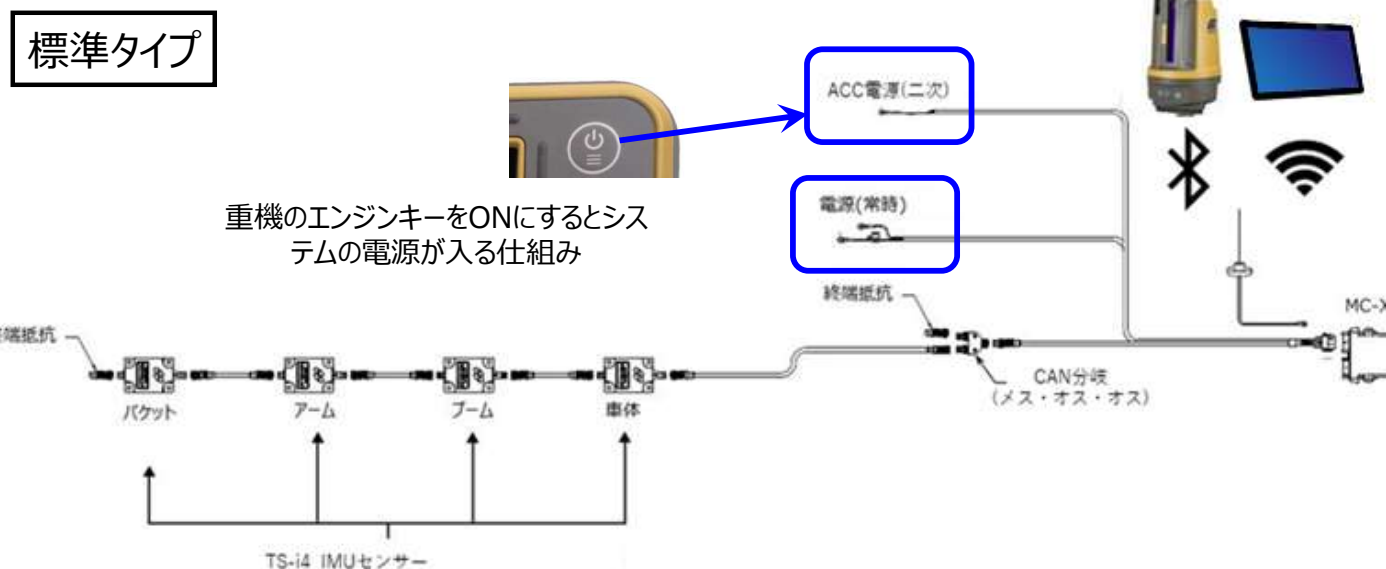 標準タイプ
ACC電源(二次)
電源(常時)
重機のエンジンキーをONにするとシス
テムの電源が入る仕組み
終端抵抗
MC-X
端抵抗
CAN分岐
(メス・オス・オス)
バケット
アーム
ブーム
車体
TS-i4 IMUセンサー